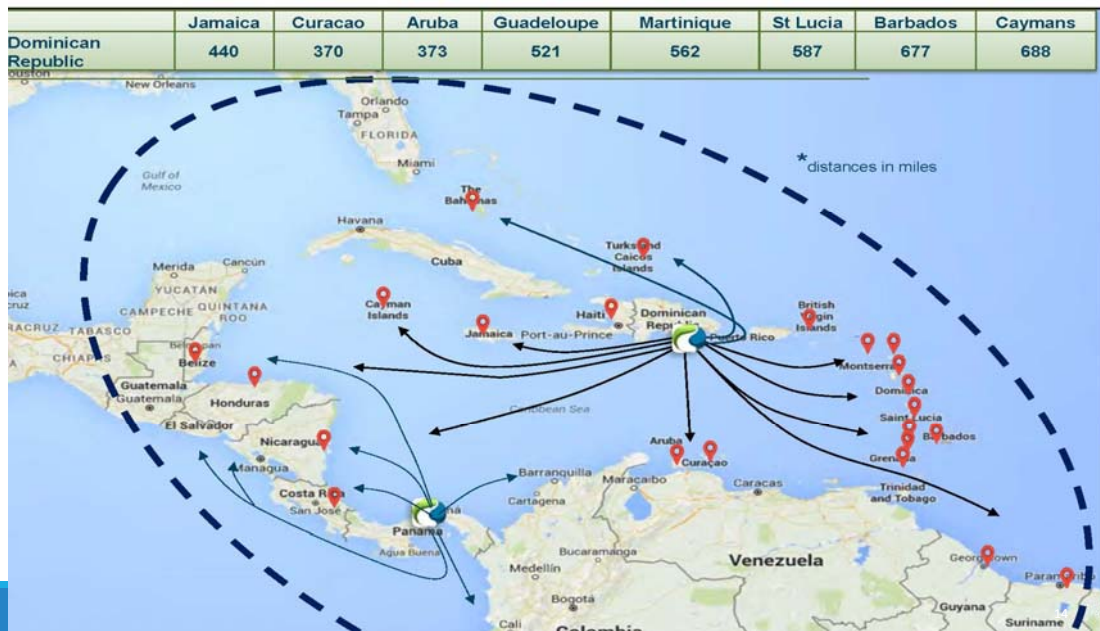 Jamaica Curacao Aruba Guadeloupe Martinique St Lucia Barbados Caymans
Dominican Republic 440 370 373 521 562 587 677 688
New Orleans
Orlando
Tampa
FLORIDA
Gulf of
Mexico
Miami
*distances in miles
The
Bahamas
Havana
Turks and
Caicos
Islands
Cancún
Merida
Cuba
YUCATAN
CAMPECHE QUINTANA
ROO
Cayman
Islands
Haiti
Dominican
Republic
British
Virgin
Islands
TABASCO
Jamaica
Port-au-Prince
Puerto Rico
CHIAPAS
Belmopan
Belize
Montserrat
Guatemala
Guatemala
Honduras
Dominica
Caribbean Sea
El Salvador
Saint Lucia
Nicaragua
Aruba
Barbados
Curaçao
Grenada
Managua
Barranquilla
Maracaibo
Caracas
Costa Rica
Cartagena
Trinidad
and Tobago
San José
Panama
Agua Buena
Venezuela
Georgetown
Bucaramanga
Paramaribo
Medellín
Bogotá
Guyana
Suriname
Cali
Colombia